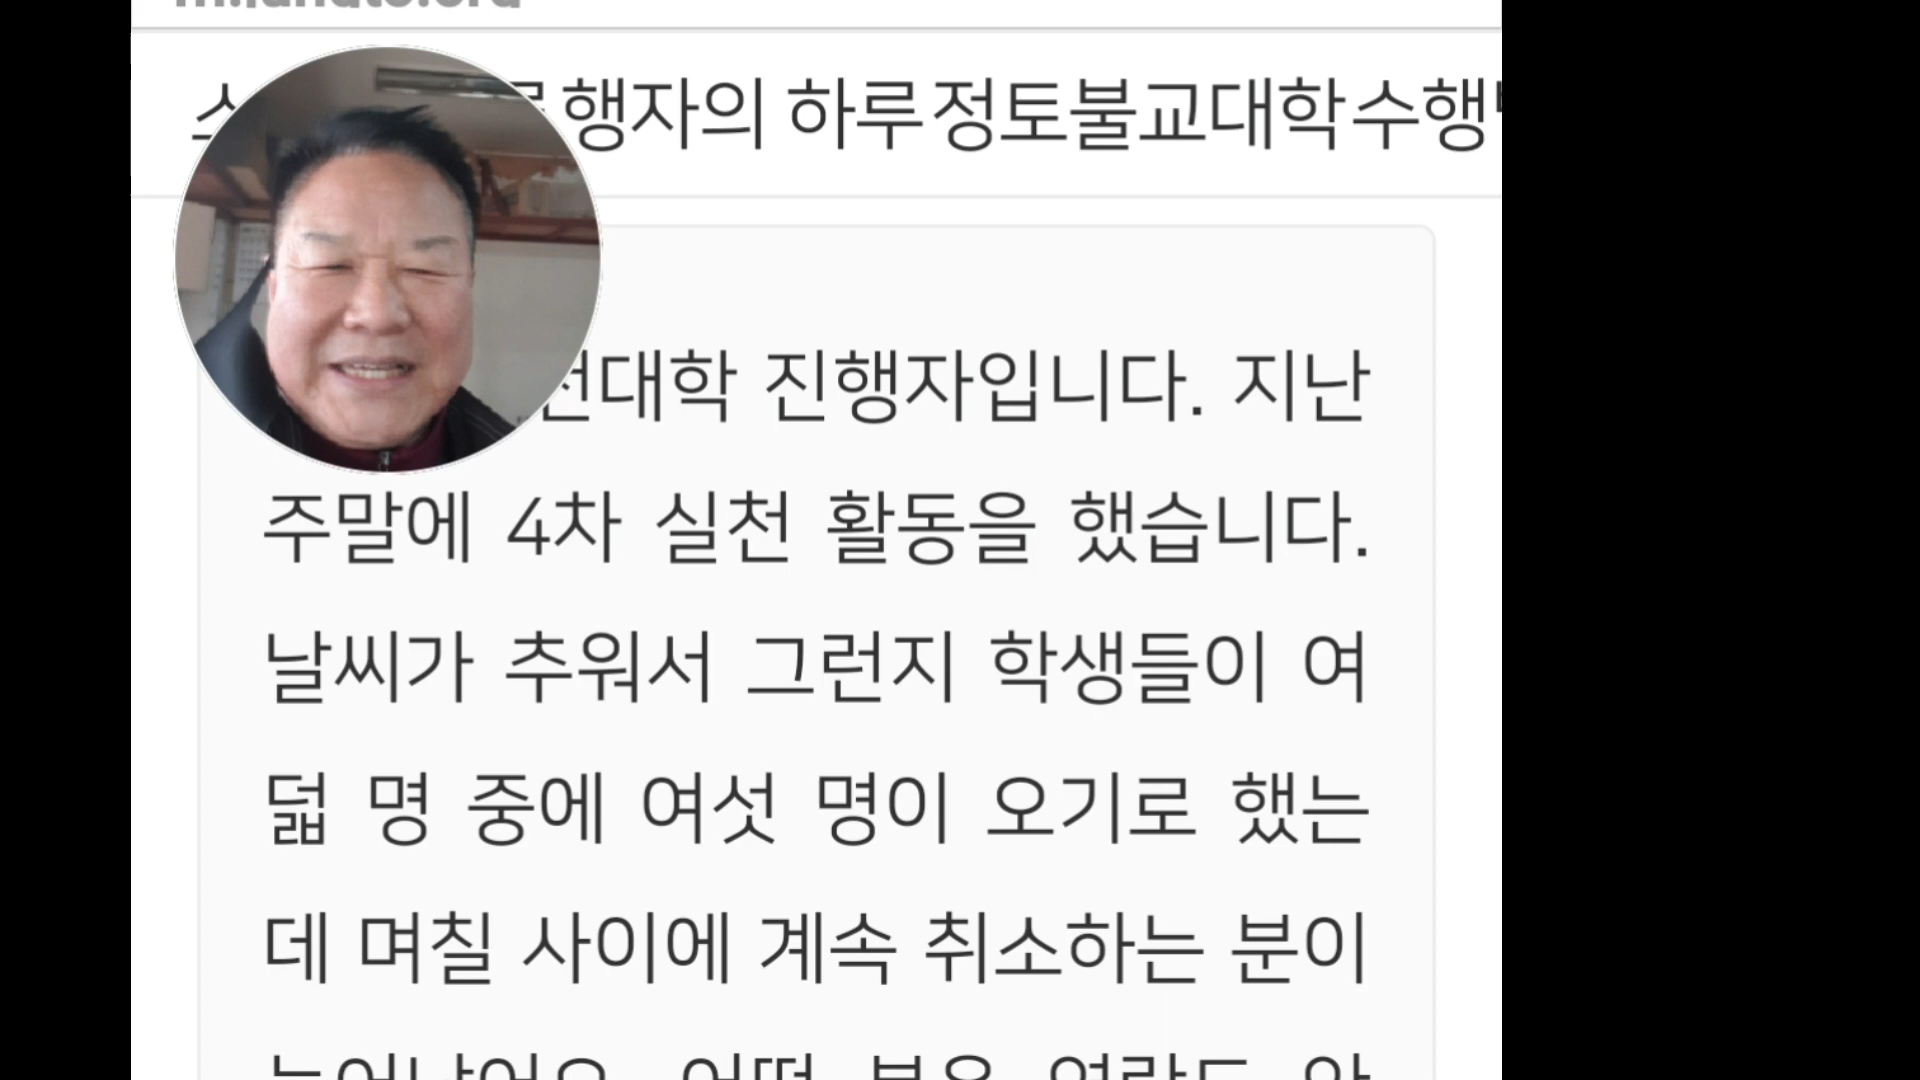 행자의 하루 정토불교대학 수행
전대학 진행자입니다. 지난
주말에 4차 실천 활동을 했습니다.
날씨가 추워서 그런지 학생들이 여
덟 명 중에 여섯 명이 오기로 했는
데 며칠 사이에 계속 취소하는 분이